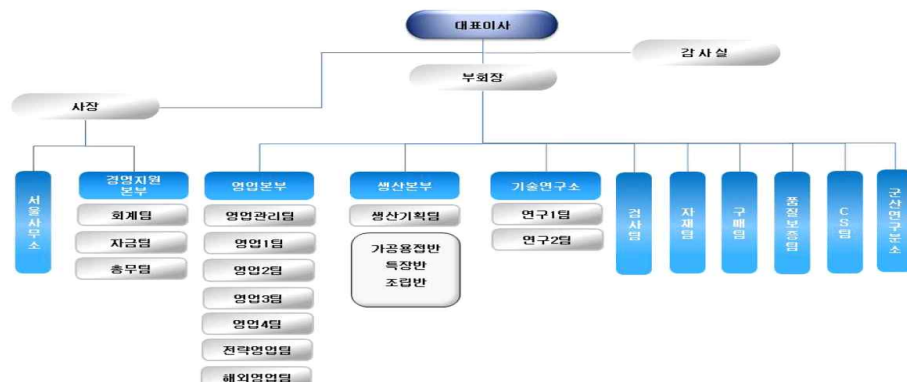 대표이사
감사실
부회장
사장
서울사무소
경영지원
본부
회계팀
자금팀
총무팀
영업본부
영업관리팀
영업1팀
영업2팀
영업3팀
영업4팀
전략영업팀
해외영업팀
생산본부
생산기획팀
가공용접반
특장반
조립반
기술연구소
연구1팀
연구2팀
검사팀
자재팀
구매팀
품질보증팀
CS팀
군산연구분소